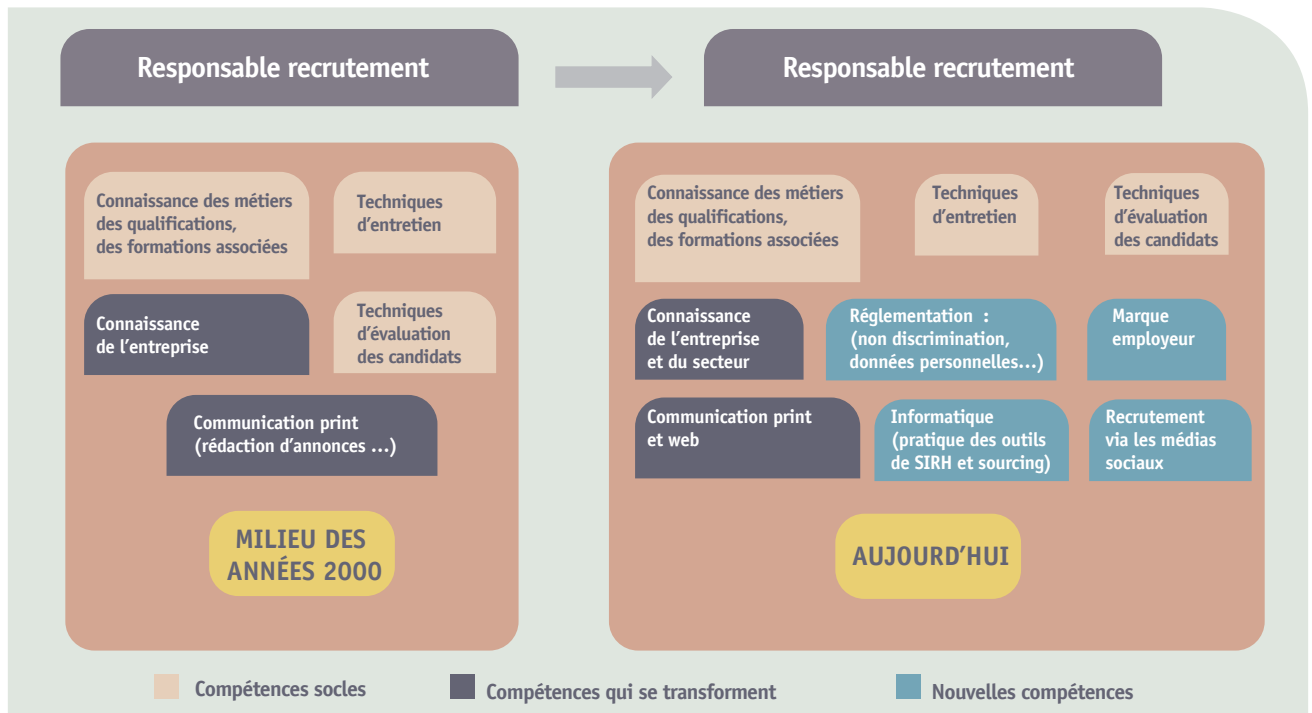 Responsable recrutement
Responsable recrutement
Connaissance des métiers
des qualifications,
des formations associées
Techniques
d'entretien
Connaissance
de l'entreprise
Techniques
d'évaluation
des candidats
Communication print
(rédaction d'annonces ...)
MILIEU DES
ANNÉES 2000
Connaissance des métiers
des qualifications,
des formations associées
Techniques
d'entretien
Techniques
d'évaluation
des candidats
Connaissance
de l'entreprise
et du secteur
Réglementation :
(non discrimination,
données personnelles...)
Marque
employeur
Communication print
et web
Informatique
(pratique des outils
de SIRH et sourcing)
Recrutement
via les médias
sociaux
AUJOURD'HUI
Compétences socles
Compétences qui se transforment
Nouvelles compétences